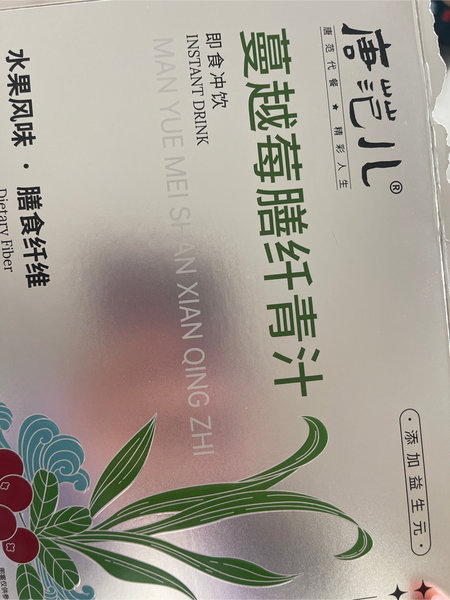 唐范儿®
唐范代餐 ★ 精彩人生
蔓越莓膳纤青汁
MAN YUE MEI SHAN XIAN QING ZHI
即食冲饮
INSTANT DRINK
水果风味·膳食纤维
Dietary Fiber
添加益生元